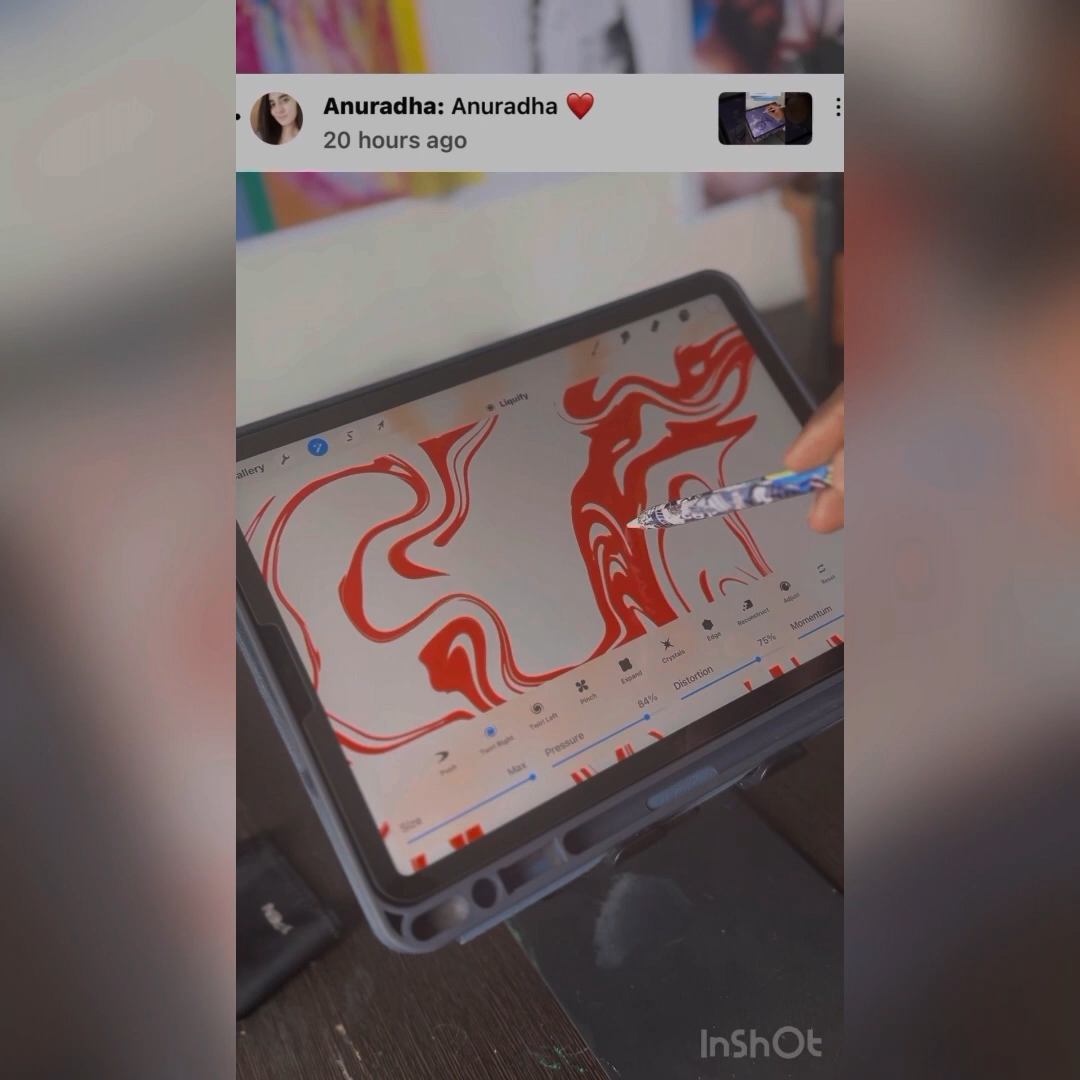 Anuradha: Anuradha ❤️
20 hours ago
Liquify
allery
Push
Twirl Right
Twirl Left
Pinch
Expand
Crystals
Edge
Reconstruct
Adjust
Reset
Size
Max
Pressure
84%
Distortion
75%
Momentum
InShOt